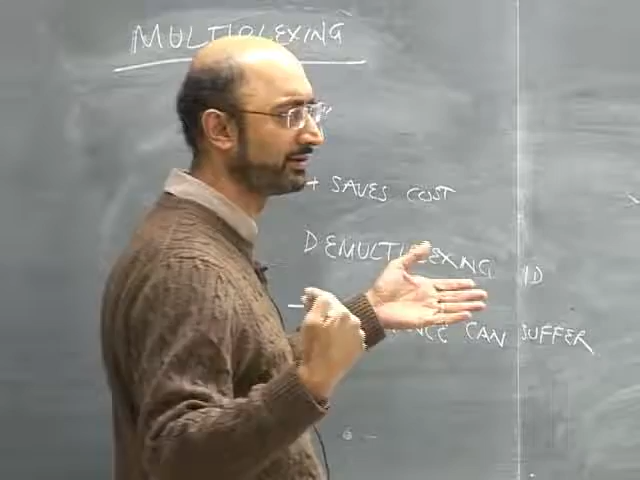 MULTIPLEXING
+ SAVES COST
DEMULTIPLEXING ID
- CAN SUFFER